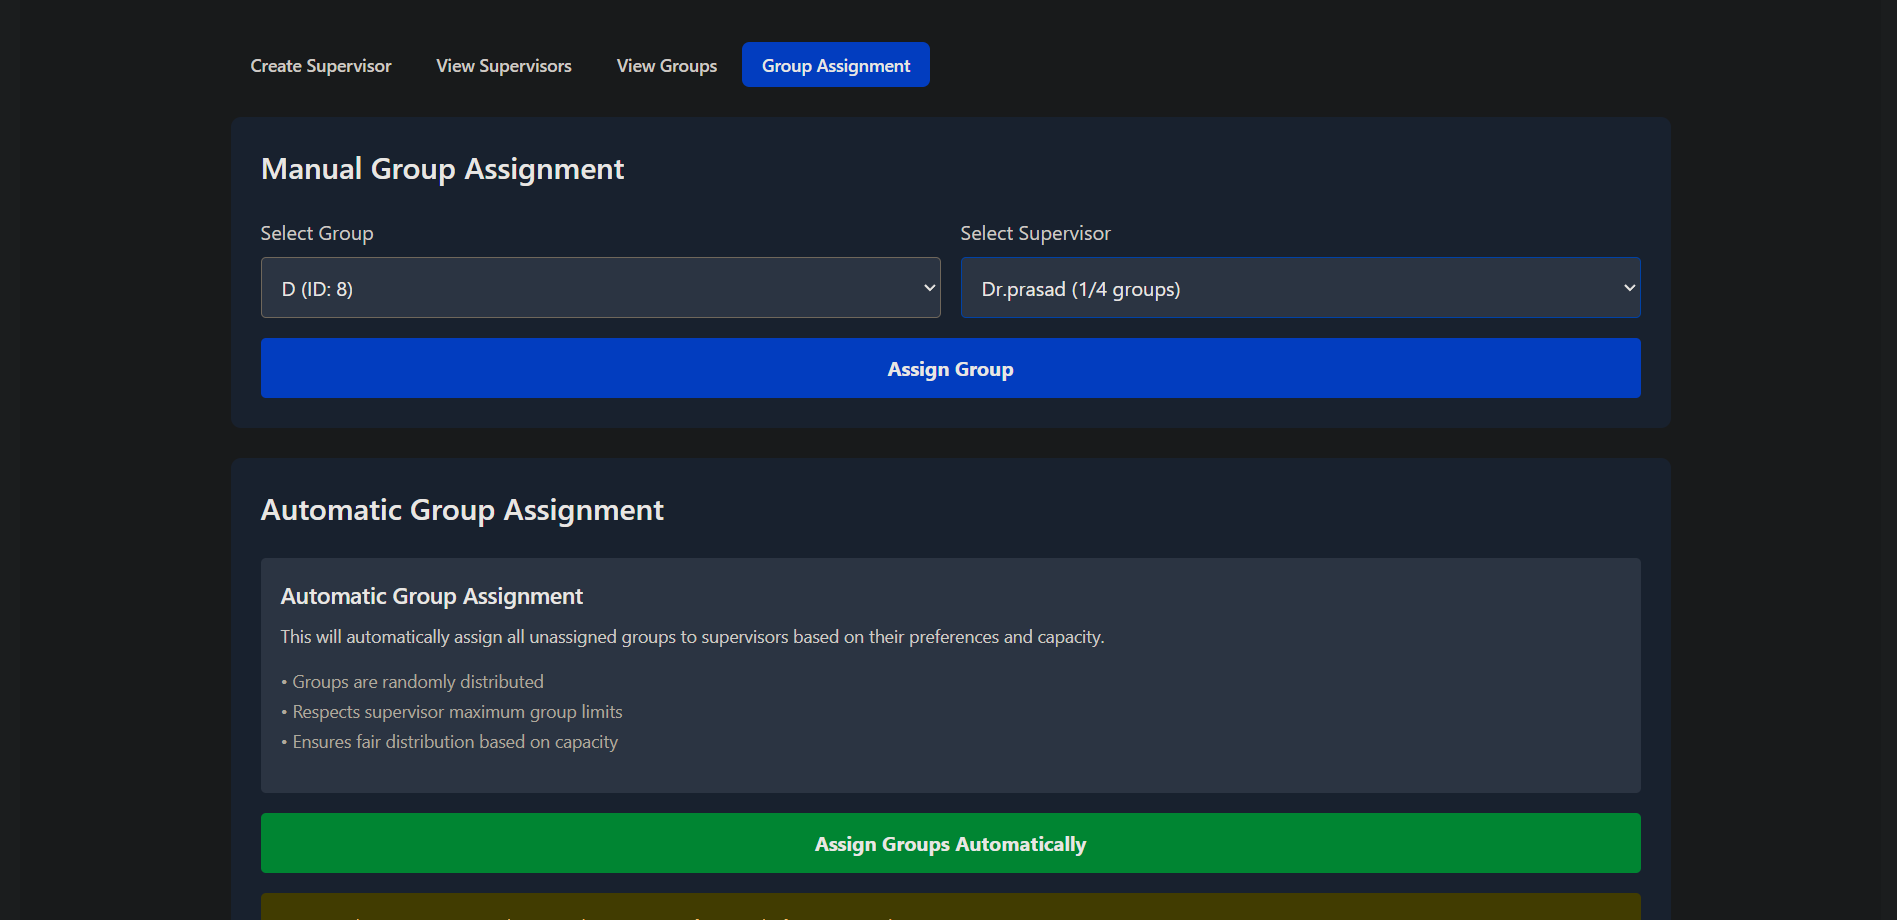 Create Supervisor View Supervisors View Groups Group Assignment
Manual Group Assignment
Select Group Select Supervisor
D (ID: 8) Dr.prasad (1/4 groups)
Assign Group
Automatic Group Assignment
Automatic Group Assignment
This will automatically assign all unassigned groups to supervisors based on their preferences and capacity.
• Groups are randomly distributed
• Respects supervisor maximum group limits
• Ensures fair distribution based on capacity
Assign Groups Automatically